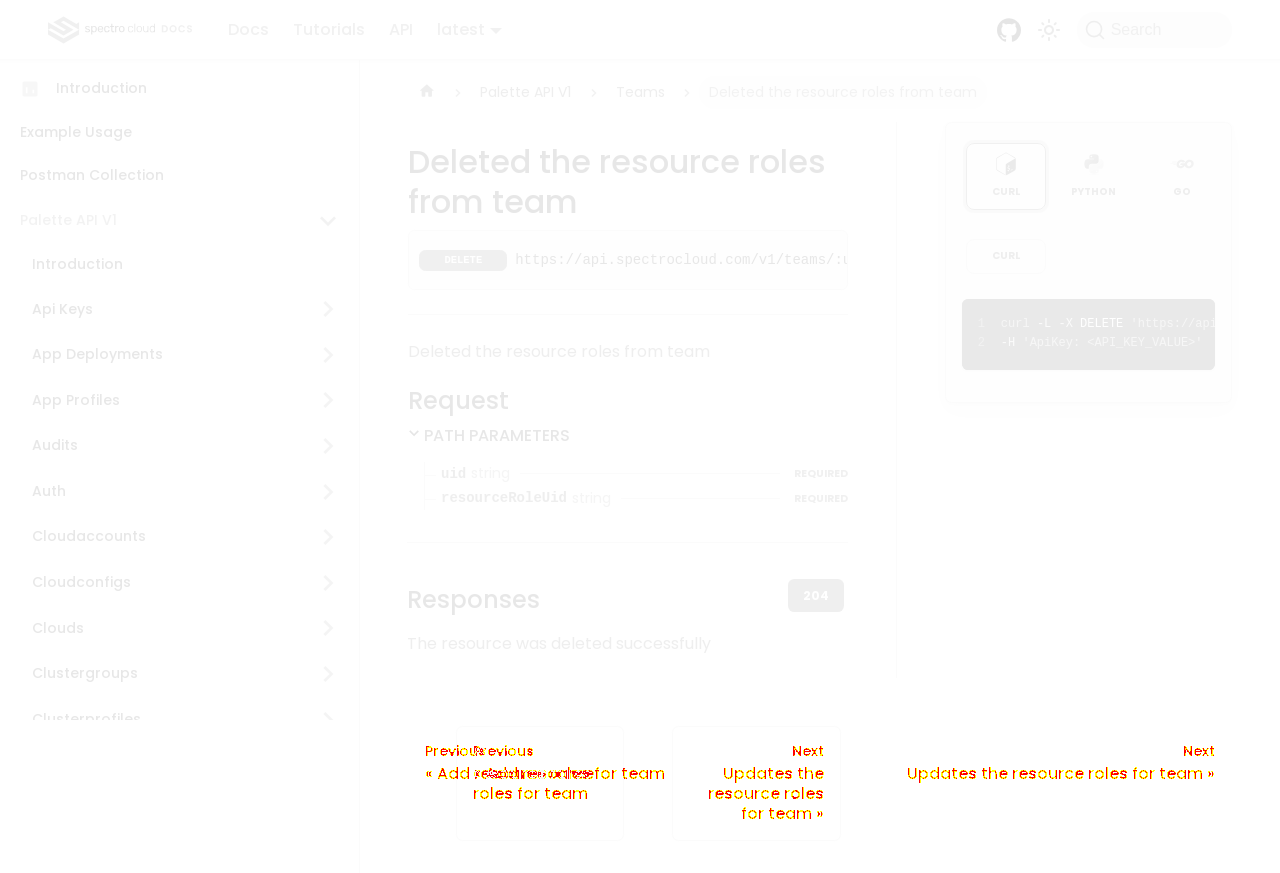 spectro cloud DOCS Docs Tutorials API latest Search
Introduction
Example Usage
Postman Collection
Palette API V1
Introduction
Api Keys
App Deployments
App Profiles
Audits
Auth
Cloudaccounts
Cloudconfigs
Clouds
Clustergroups
Clusterprofiles
Palette API V1 Teams Deleted the resource roles from team
Deleted the resource roles
from team
DELETE https://api.spectrocloud.com/v1/teams/:u
Deleted the resource roles from team
Request
PATH PARAMETERS
uid string REQUIRED
resourceRoleUid string REQUIRED
Responses 204
The resource was deleted successfully
CURL PYTHON GO
CURL
1 curl -L -X DELETE 'https://api
2 -H 'ApiKey: <API_KEY_VALUE>'
Previous Previous Next Next
« Add for team Updates the Updates the resource roles for team »
roles for team resource roles
for team »